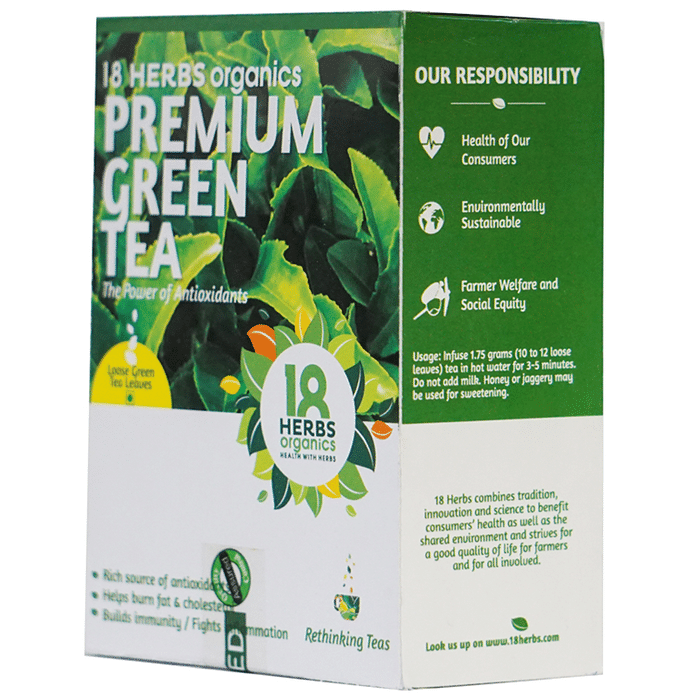 18 HERBS organics
PREMIUM
GREEN
TEA
The Power of Antioxidants
Loose Green
Tea Leaves
18
HERBS
organics
HEALTH WITH HERBS
• Rich source of
• Helps burn fat &
• Builds immunity / Fights
Rethinking Teas
ED
OUR RESPONSIBILITY
Health of Our
Consumers
Environmentally
Sustainable
Farmer Welfare and
Social Equity
Usage: Infuse 1.75 grams (10 to 12 loose
leaves) tea in hot water for 3-5 minutes.
Do not add milk. Honey or jaggery may
be used for sweetening.
18 Herbs combines tradition,
innovation and science to benefit
consumers' health as well as the
shared environment and strives for
a good quality of life for farmers
and for all involved.
Look us up on www.18herbs.com